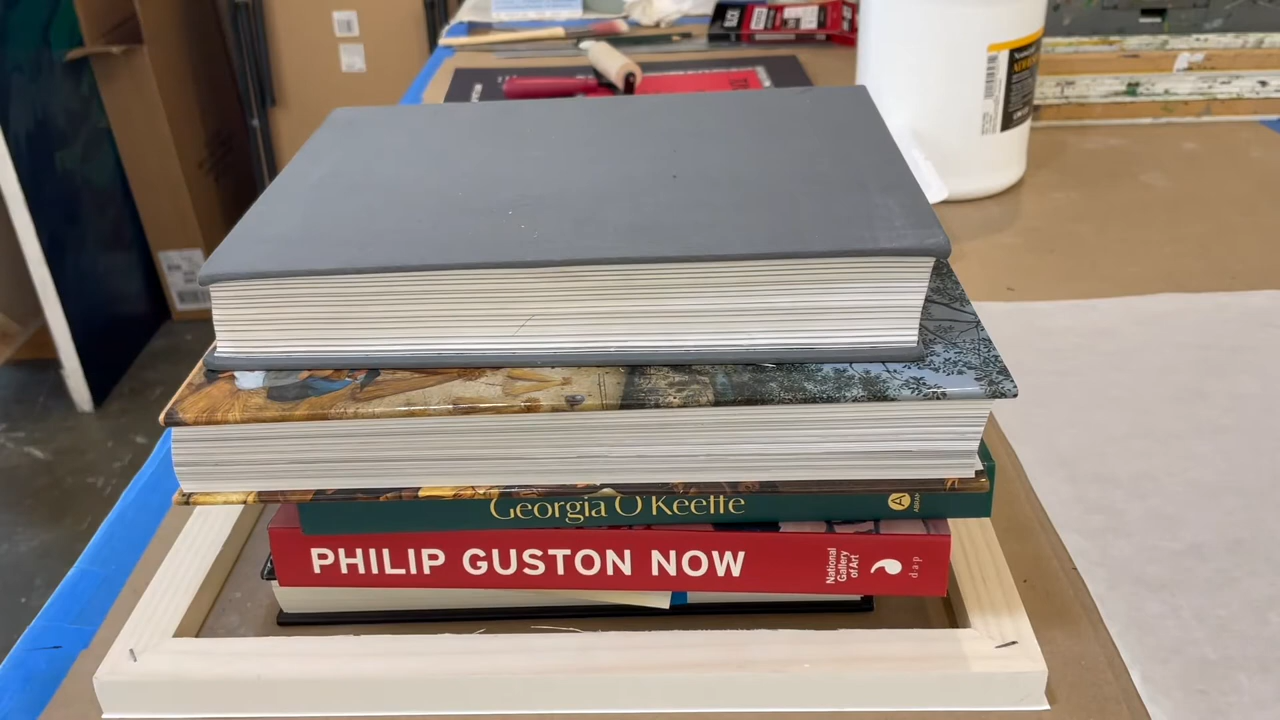 Georgia O'Keeffe
A
PHILIP GUSTON NOW
National
Gallery
of Art
d·a·p